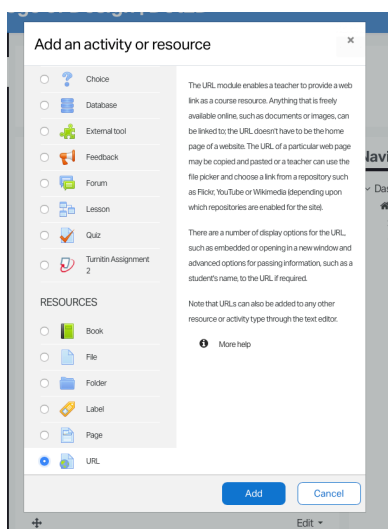 Add an activity or resource
×
Choice
Database
External tool
Feedback
Forum
Lesson
Quiz
Turnitin Assignment
2
RESOURCES
Book
File
Folder
Label
Page
URL
The URL module enables a teacher to provide a web
link as a course resource. Anything that is freely
available online, such as documents or images, can
be linked to; the URL doesn't have to be the home
page of a website. The URL of a particular web page
may be copied and pasted or a teacher can use the
file picker and choose a link from a repository such
as Flickr, YouTube or Wikimedia (depending upon
which repositories are enabled for the site).
There are a number of display options for the URL,
such as embedded or opening in a new window and
advanced options for passing information, such as a
student's name, to the URL if required.
Note that URLs can also be added to any other
resource or activity type through the text editor.
More help
Add
Cancel
Navi
Das
Edit